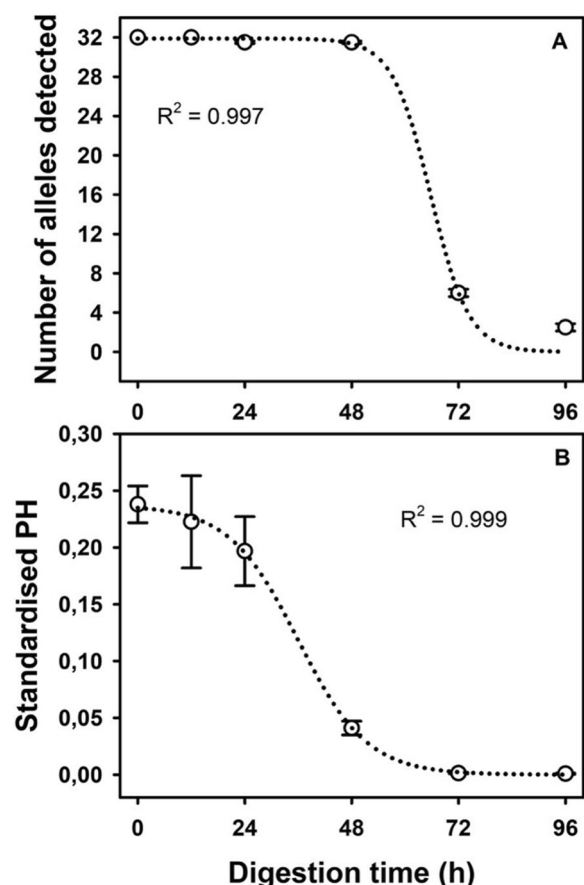 Number of alleles detected
32
28
24
20
16
12
8
4
0
A
R² = 0.997
0 24 48 72 96
Standardised PH
0,30
0,25
0,20
0,15
0,10
0,05
0,00
B
R² = 0.999
0 24 48 72 96
Digestion time (h)